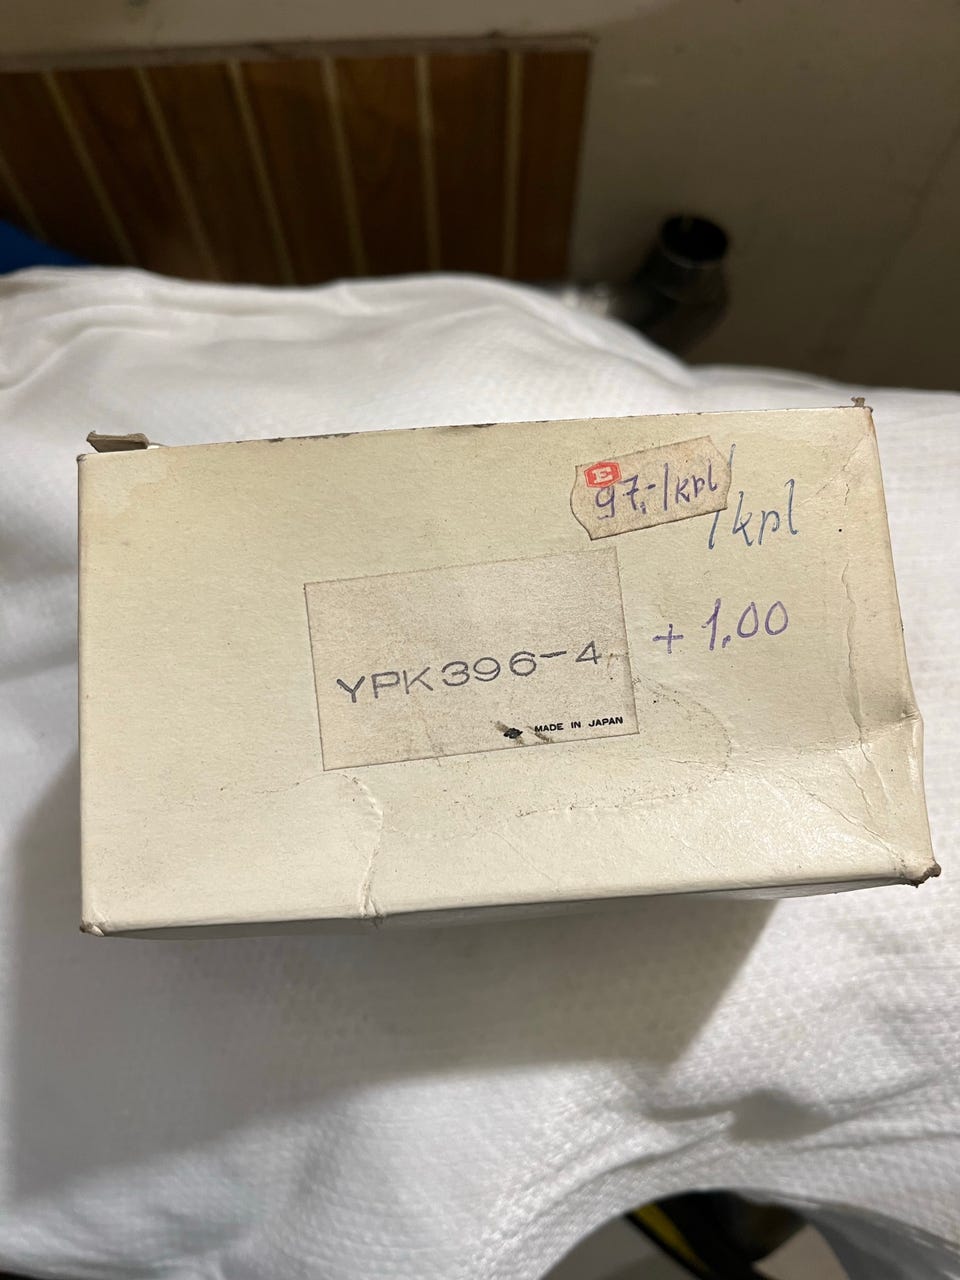 E
97,-/kpl
/kpl
+ 1,00
YPK396-4
MADE IN JAPAN